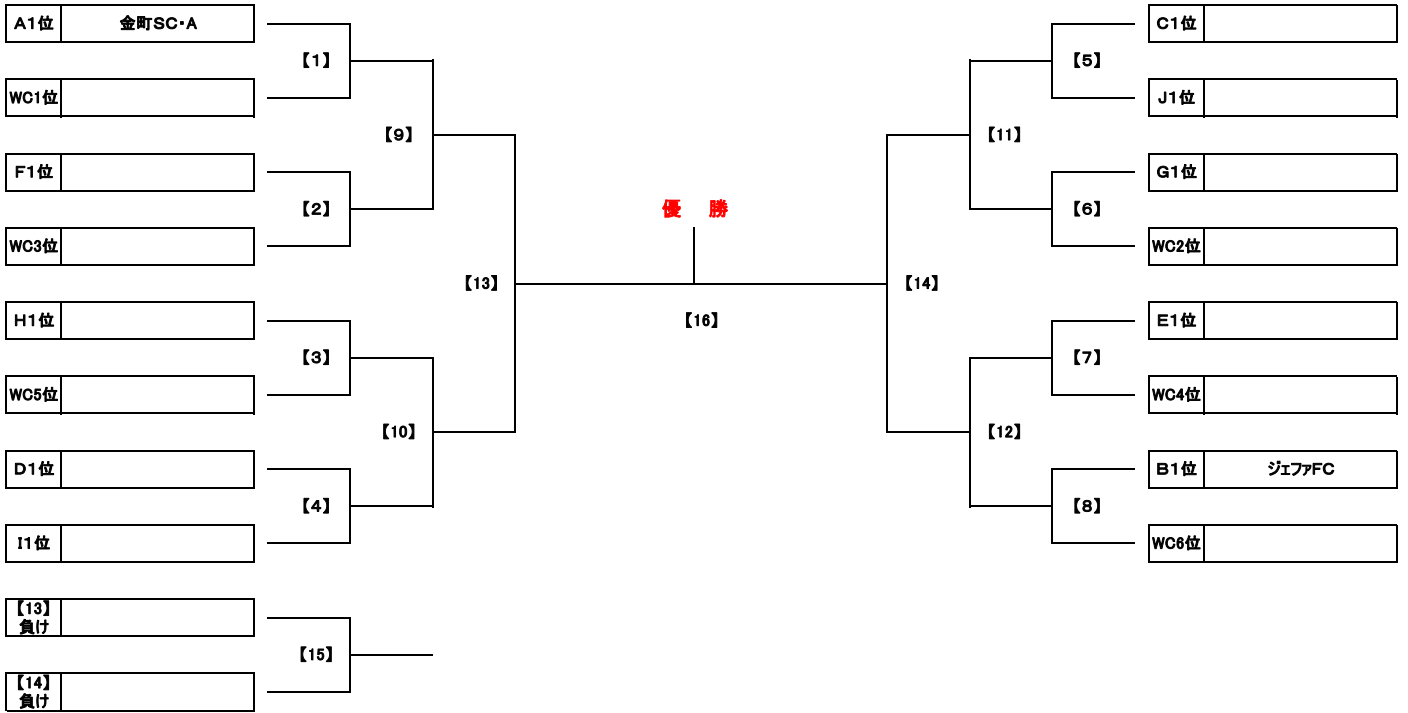 A1位 金町SC・A
【1】
WC1位
【9】
F1位
【2】
WC3位
【13】
H1位
【3】
WC5位
【10】
D1位
【4】
I1位
【13】
負け
【15】
【14】
負け
優　勝
【16】
C1位
【5】
J1位
【11】
G1位
【6】
WC2位
【14】
E1位
【7】
WC4位
【12】
B1位 ジェファFC
【8】
WC6位